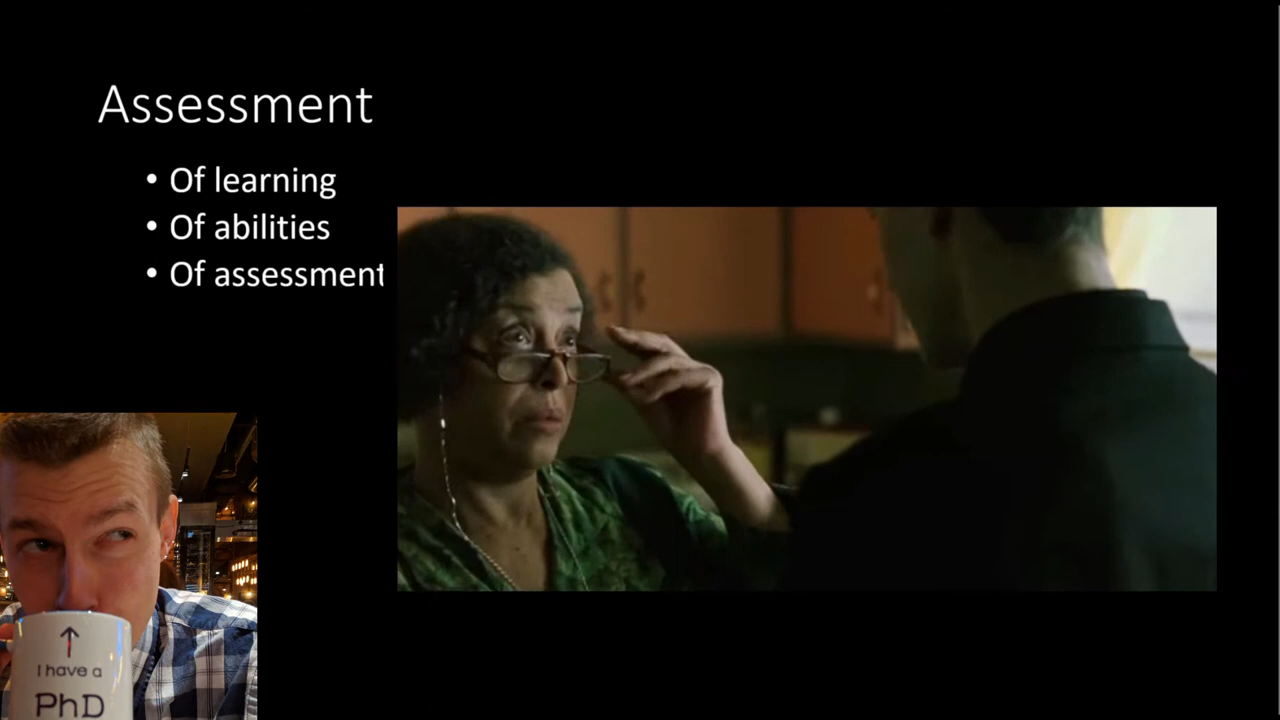 Assessment
• Of learning
• Of abilities
• Of assessment
I have a
PhD